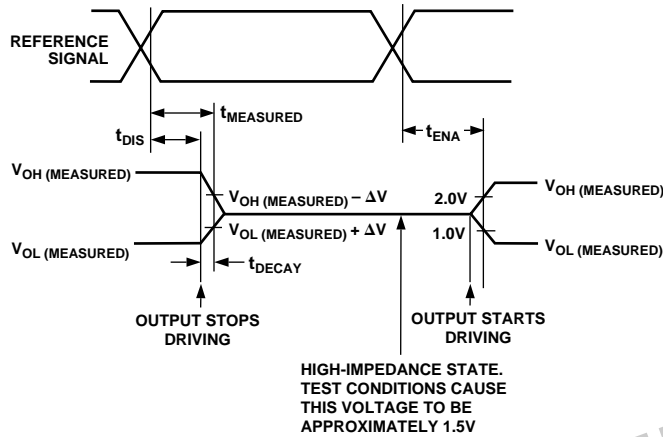 REFERENCE
SIGNAL
tMEASURED
tDIS
tENA
VOH (MEASURED)
VOH (MEASURED) – ΔV
2.0V
VOH (MEASURED)
VOL (MEASURED)
VOL (MEASURED) + ΔV
1.0V
VOL (MEASURED)
tDECAY
OUTPUT STOPS
DRIVING
OUTPUT STARTS
DRIVING
HIGH-IMPEDANCE STATE.
TEST CONDITIONS CAUSE
THIS VOLTAGE TO BE
APPROXIMATELY 1.5V